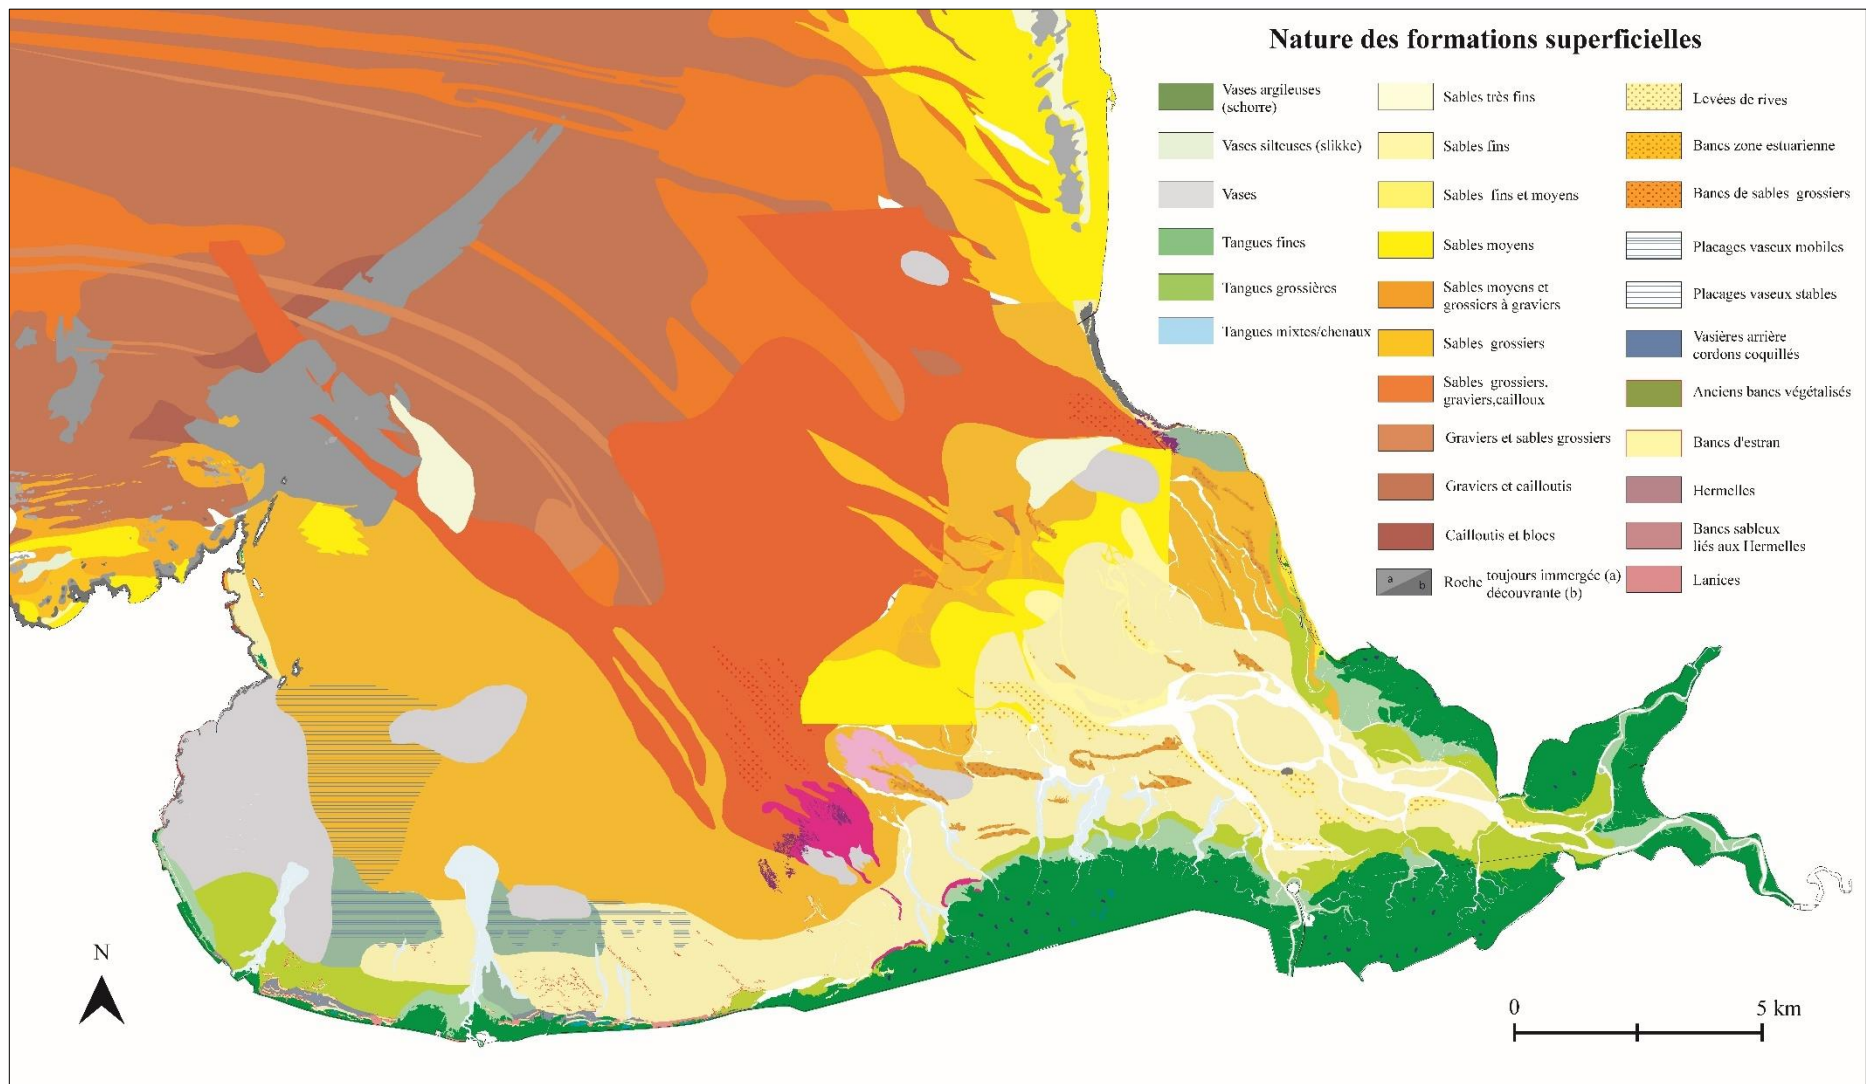 Nature des formations superficielles
Vases argileuses
(schorre)
Vases silteuses (slikke)
Vases
Tangues fines
Tangues grossières
Tangues mixtes/chenaux
Sables très fins
Sables fins
Sables fins et moyens
Sables moyens
Sables moyens et
grossiers à graviers
Sables grossiers
Sables grossiers.
graviers,cailloux
Graviers et sables grossiers
Graviers et cailloutis
Cailloutis et blocs
a
b
Roche toujours immergée (a)
découvrante (b)
Levées de rives
Bancs zone estuarienne
Bancs de sables grossiers
Placages vaseux mobiles
Placages vaseux stables
Vasières arrière
cordons coquillés
Anciens bancs végétalisés
Bancs d'estran
Hermelles
Bancs sableux
liés aux Hermelles
Lanices
N
0
5 km